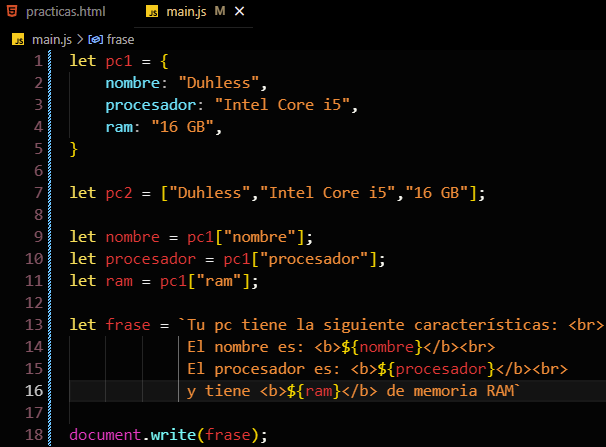 practicas.html
main.js M ×
JS main.js > frase
1 let pc1 = {
2     nombre: "Duhless",
3     procesador: "Intel Core i5",
4     ram: "16 GB",
5 }
6
7 let pc2 = ["Duhless","Intel Core i5","16 GB"];
8
9 let nombre = pc1["nombre"];
10 let procesador = pc1["procesador"];
11 let ram = pc1["ram"];
12
13 let frase = `Tu pc tiene la siguiente características: <br>
14             El nombre es: <b>${nombre}</b><br>
15             El procesador es: <b>${procesador}</b><br>
16             y tiene <b>${ram}</b> de memoria RAM`
17
18 document.write(frase);